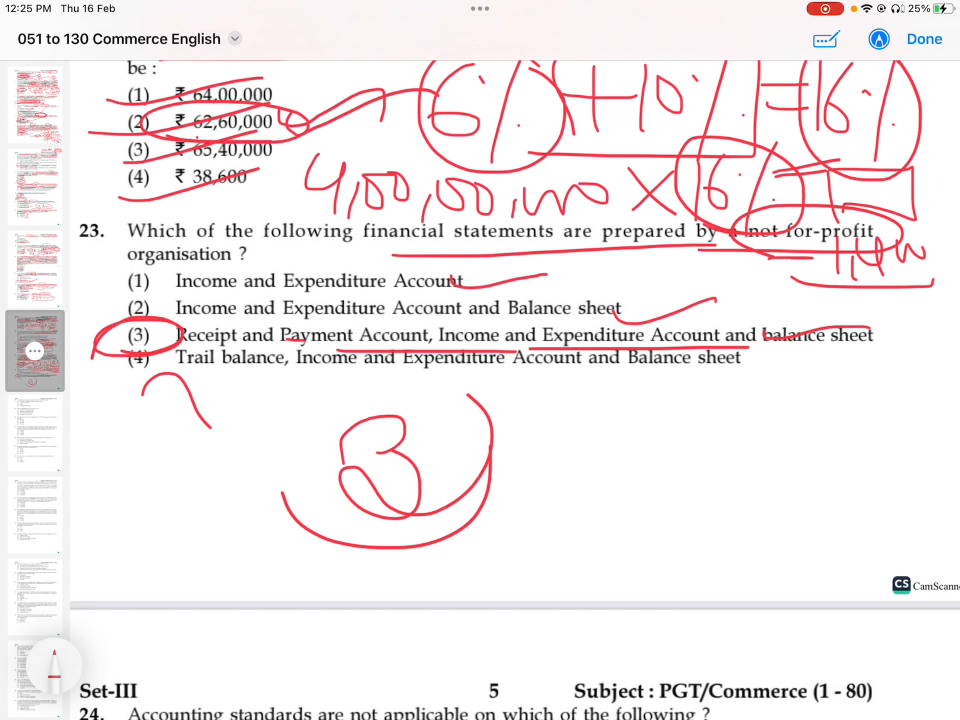 12:25 PM Thu 16 Feb
25%
051 to 130 Commerce English
Done
be :
(1) ₹ 64,00,000
(2) ₹ 62,60,000
(3) ₹ 65,40,000
(4) ₹ 38,600
6% + 10% = 16%
4,00,00,000 × 16% =
23. Which of the following financial statements are prepared by a not-for-profit
organisation ?
(1) Income and Expenditure Account
(2) Income and Expenditure Account and Balance sheet
(3) Receipt and Payment Account, Income and Expenditure Account and balance sheet
(4) Trail balance, Income and Expenditure Account and Balance sheet
3
CS CamScann
Set-III 5 Subject : PGT/Commerce (1 - 80)
24. Accounting standards are not applicable on which of the following ?